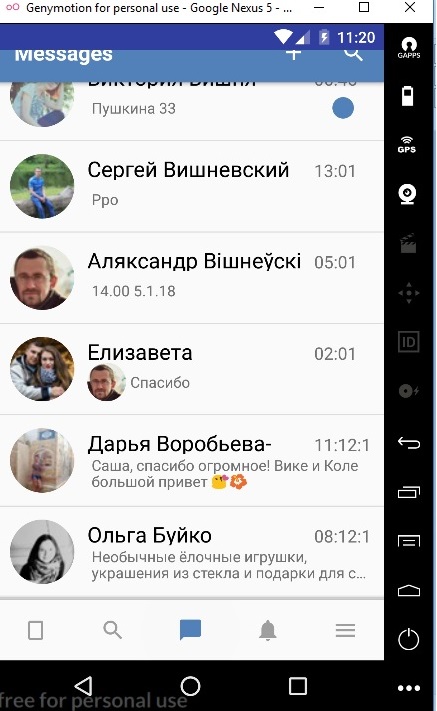 Genymotion for personal use - Google Nexus 5 - ...
11:20
Messages
GAPPS
Виктория Вишня 00:46
Пушкина 33
GPS
Сергей Вишневский 13:01
Рро
Аляксандр Вішнеўскі 05:01
14.00 5.1.18
ID
Елизавета 02:01
Спасибо
Дарья Воробьева- 11:12:1
Саша, спасибо огромное! Вике и Коле
большой привет 😘🌺
Ольга Буйко 08:12:1
Необычные ёлочные игрушки,
украшения из стекла и подарки для с...
free for personal use